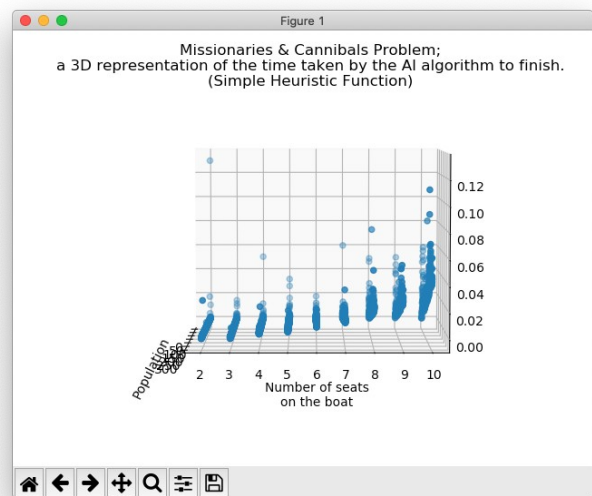 Figure 1
Missionaries & Cannibals Problem;
a 3D representation of the time taken by the AI algorithm to finish.
(Simple Heuristic Function)
0.12
0.10
0.08
0.06
0.04
0.02
0.00
Population
2 3 4 5 6 7 8 9 10
Number of seats
on the boat